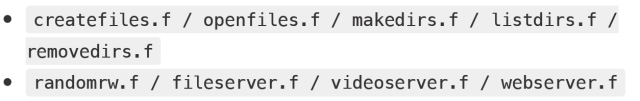 • createfiles.f / openfiles.f / makedirs.f / listdirs.f /
removedirs.f
• randomrw.f / fileserver.f / videoserver.f / webserver.f